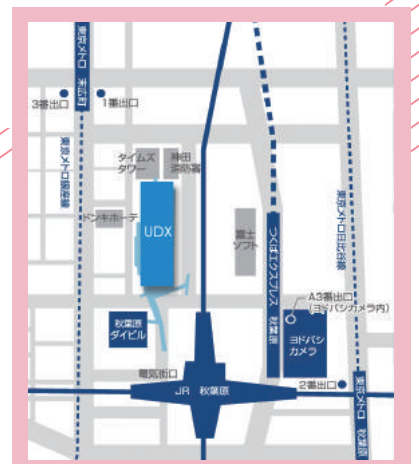 東京メトロ 末広町
3番出口
1番出口
東京メトロ銀座線
タイムズ
タワー
神田
消防署
ドンキホーテ
UDX
富士
ソフト
つくばエクスプレス 秋葉原
東京メトロ日比谷線
A3番出口
(ヨドバシカメラ内)
秋葉原
ダイビル
ヨドバシ
カメラ
電気街口
JR 秋葉原
2番出口
東京メトロ 秋葉原